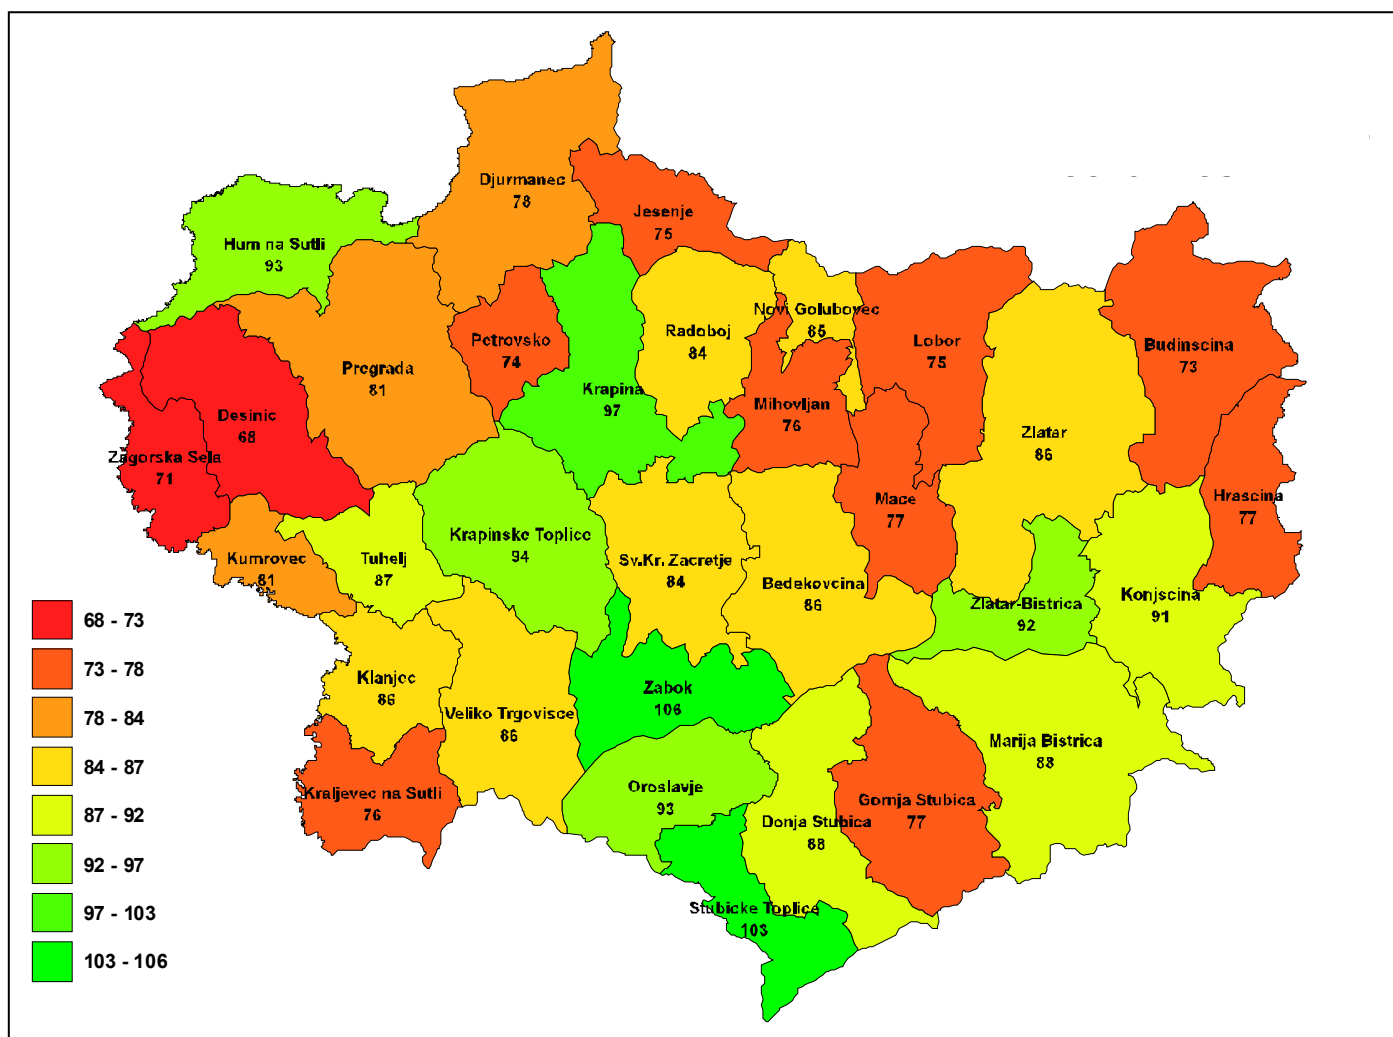 Djurmanec
78
Jesenje
75
Hum na Sutli
93
Novi Golubovec
85
Radoboj
84
Petrovsko
74
Lobor
75
Budinscina
73
Pregrada
81
Krapina
97
Mihovljan
76
Desinic
68
Zlatar
86
Zagorska Sela
71
Mace
77
Hrascina
77
Krapinske Toplice
94
Kumrovec
81
Tuhelj
87
Sv.Kr. Zacretje
84
Bedekovcina
86
Zlatar-Bistrica
92
Konjscina
91
Klanjec
86
Zabok
106
Veliko Trgovisce
86
Marija Bistrica
88
Kraljevec na Sutli
76
Oroslavje
93
Gornja Stubica
77
Donja Stubica
88
Stubicke Toplice
103
68 - 73
73 - 78
78 - 84
84 - 87
87 - 92
92 - 97
97 - 103
103 - 106